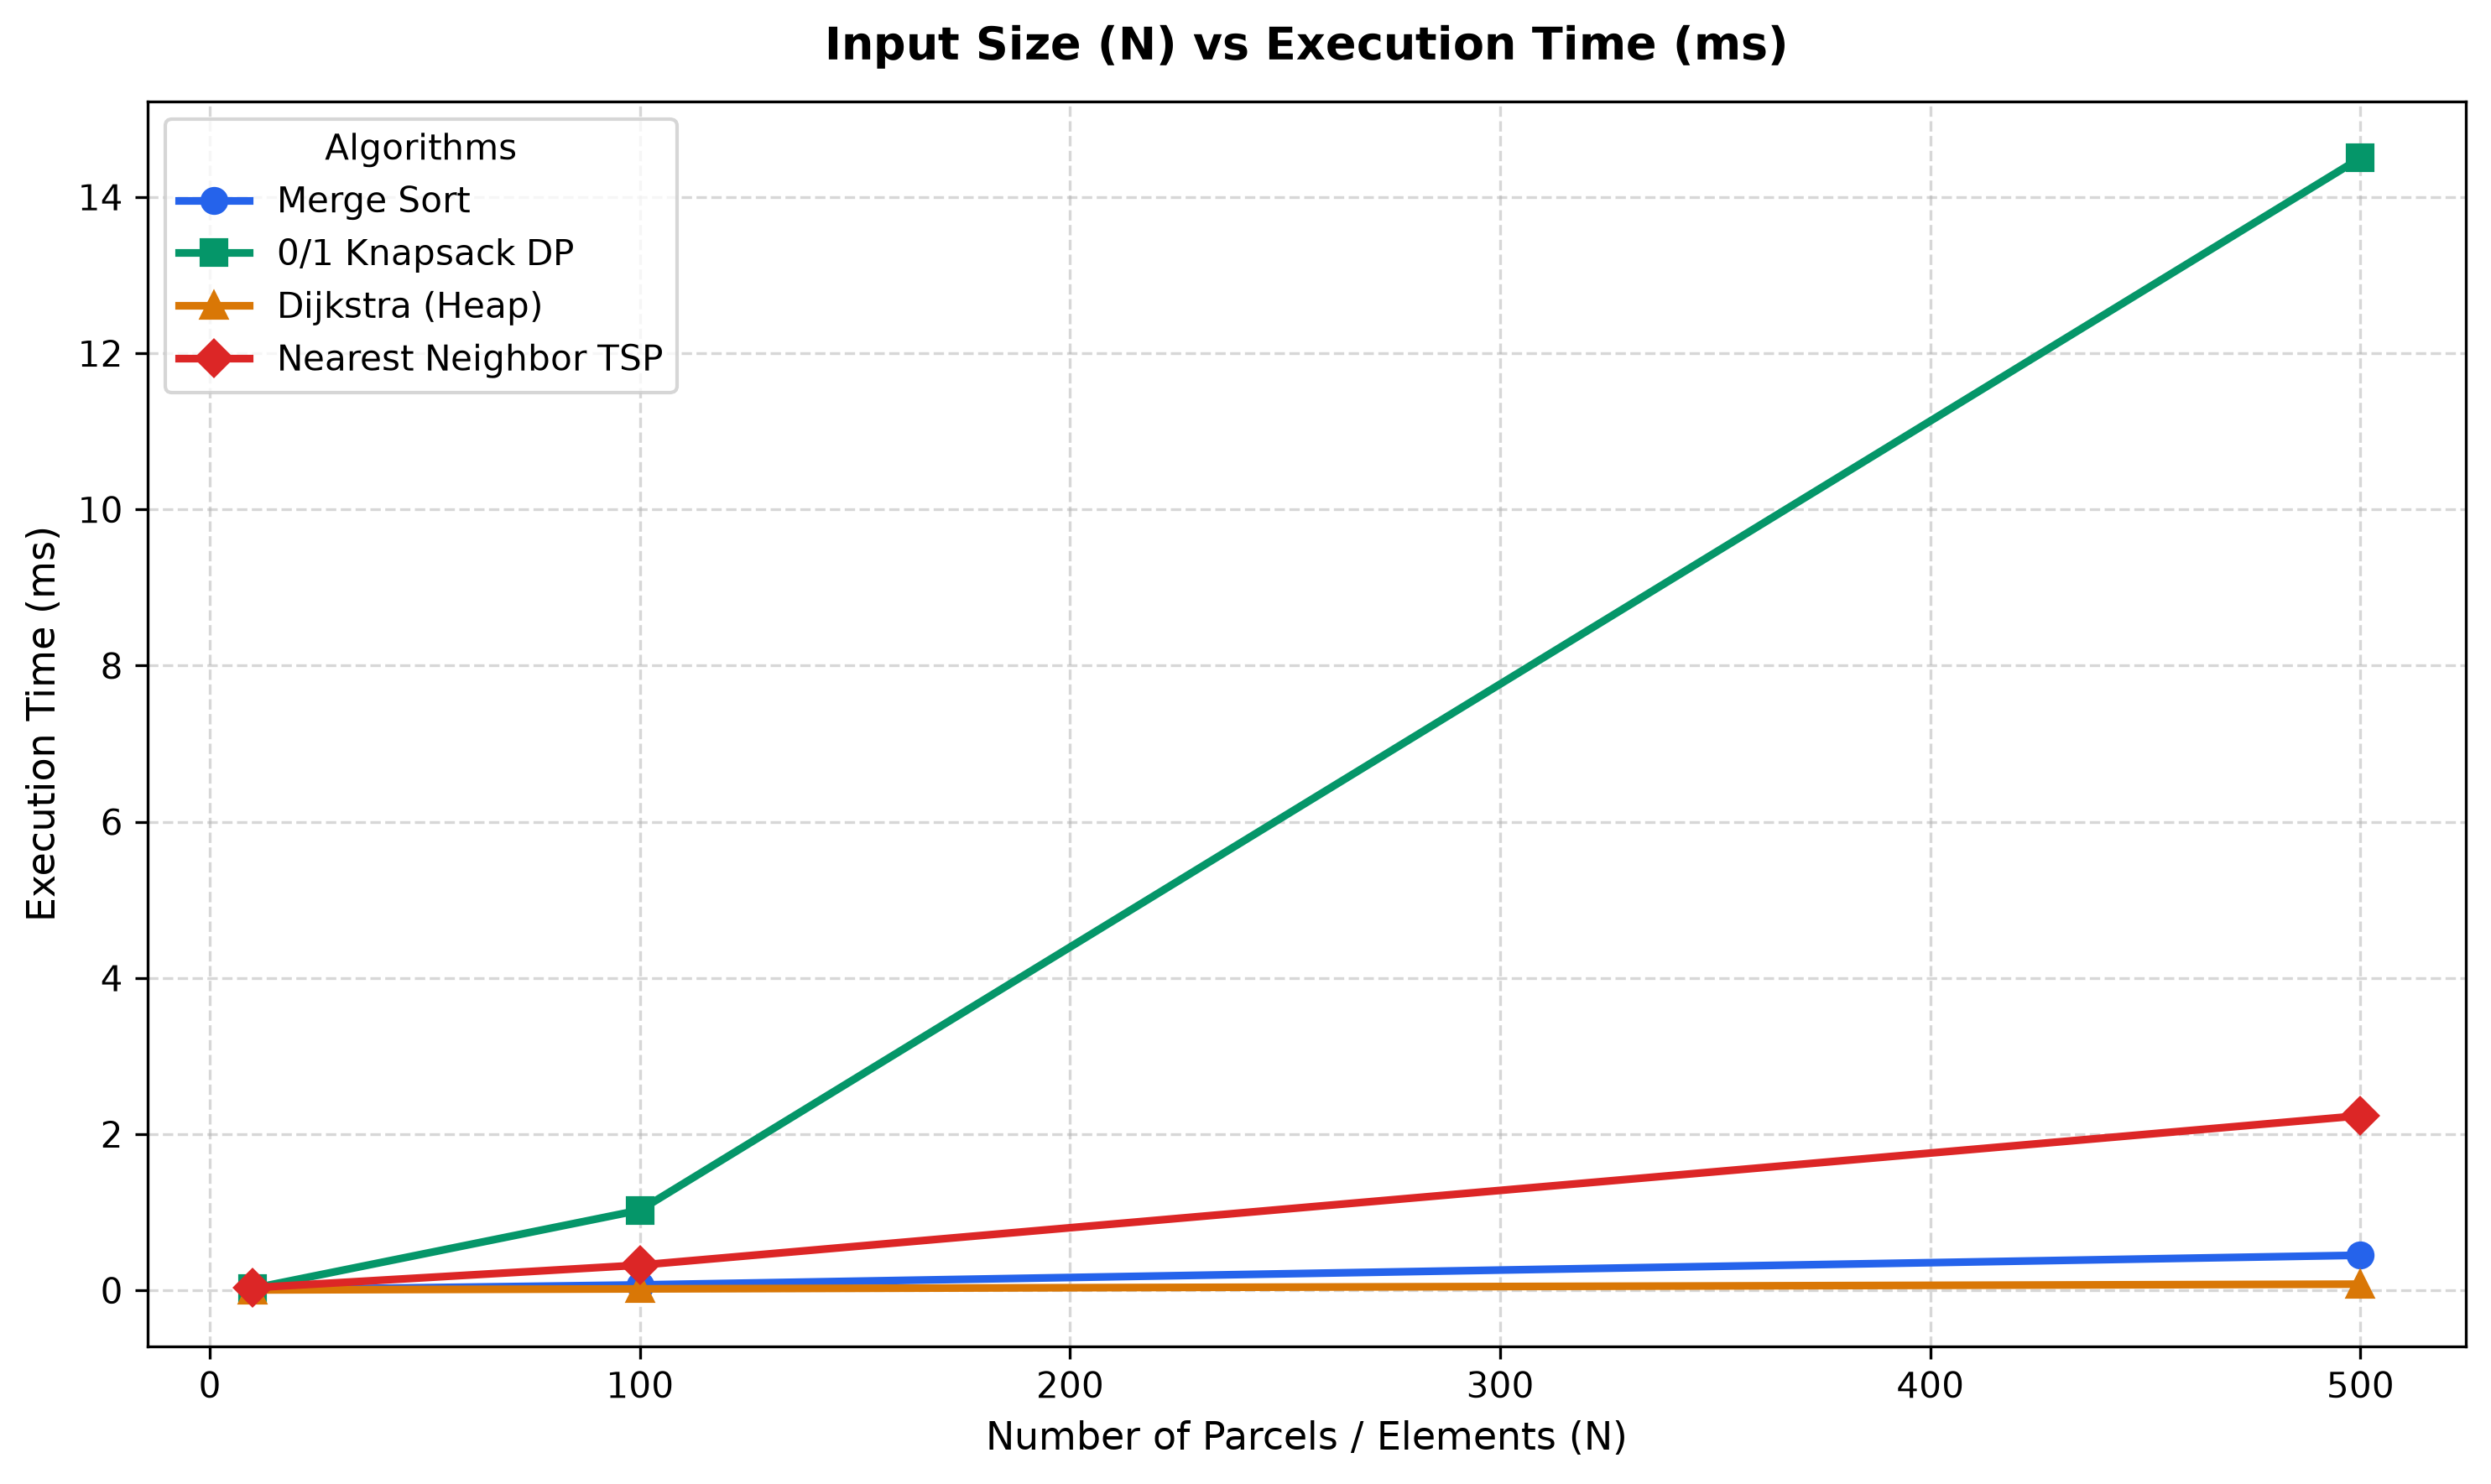 Input Size (N) vs Execution Time (ms)
Algorithms
Merge Sort
0/1 Knapsack DP
Dijkstra (Heap)
Nearest Neighbor TSP
Execution Time (ms)
14
12
10
8
6
4
2
0
0 100 200 300 400 500
Number of Parcels / Elements (N)